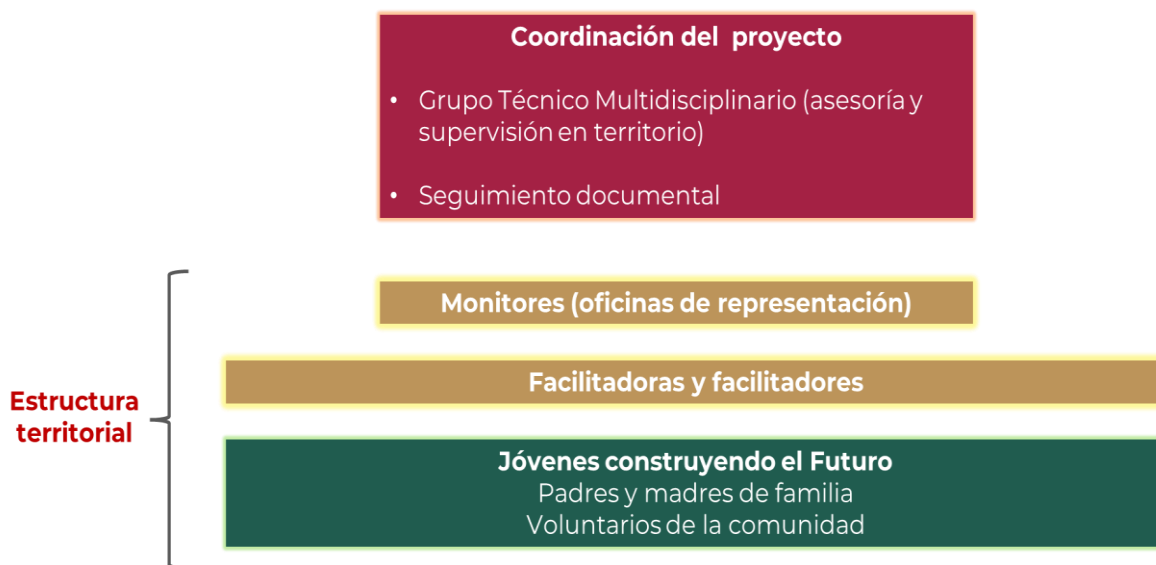 Coordinación del proyecto
• Grupo Técnico Multidisciplinario (asesoría y
supervisión en territorio)
• Seguimiento documental
Monitores (oficinas de representación)
Facilitadoras y facilitadores
Estructura
territorial
Jóvenes construyendo el Futuro
Padres y madres de familia
Voluntarios de la comunidad